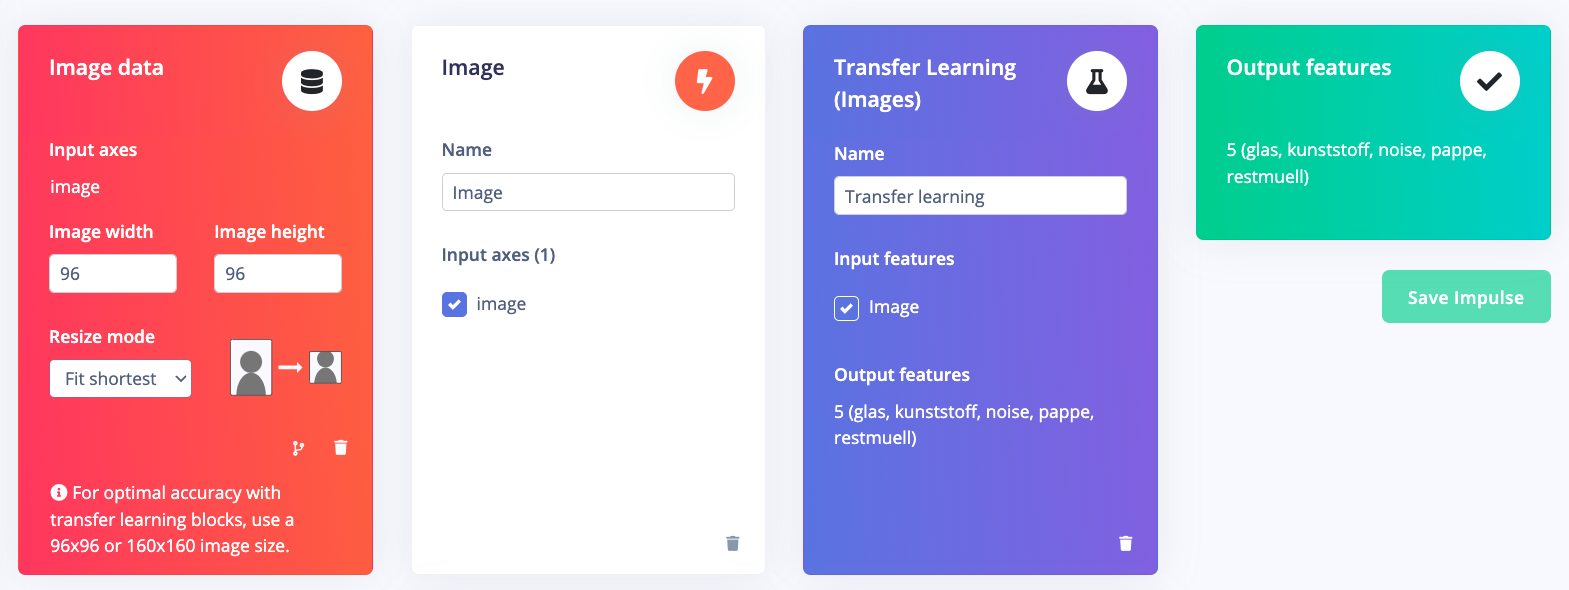 Image data
Input axes
image
Image width
Image height
96
96
Resize mode
Fit shortest
For optimal accuracy with
transfer learning blocks, use a
96x96 or 160x160 image size.
Image
Name
Image
Input axes (1)
image
Transfer Learning
(Images)
Name
Transfer learning
Input features
Image
Output features
5 (glas, kunststoff, noise, pappe,
restmuell)
Output features
5 (glas, kunststoff, noise, pappe,
restmuell)
Save Impulse